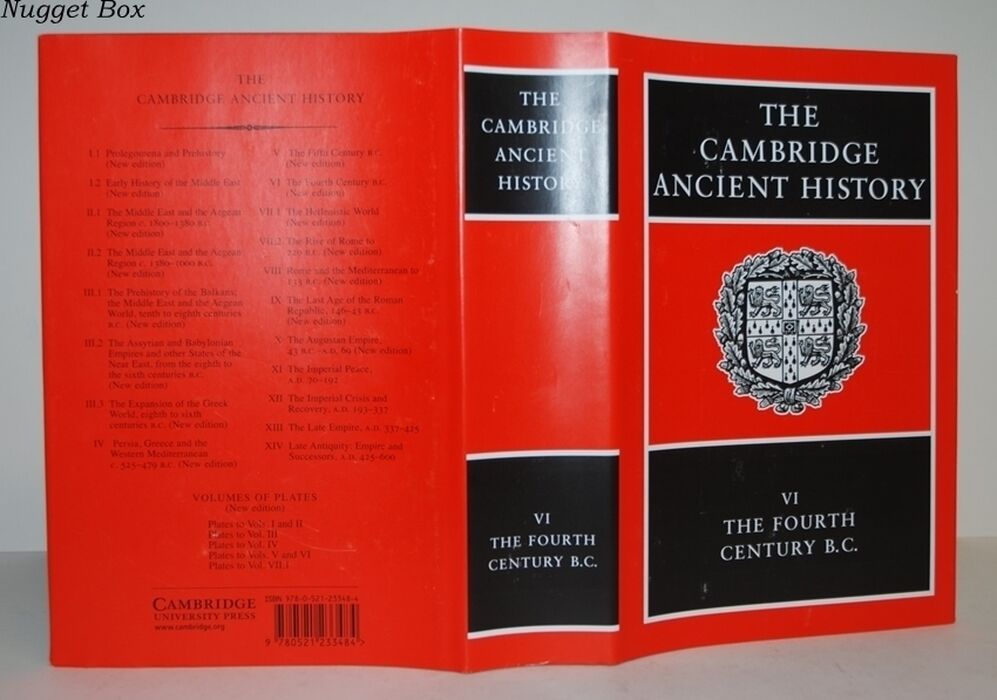 Nugget Box
THE
CAMBRIDGE ANCIENT HISTORY
I.1 Prolegomena and Prehistory
(New edition)
I.2 Early History of the Middle East
(New edition)
II.1 The Middle East and the Aegean
Region c. 1800–1380 B.C.
(New edition)
II.2 The Middle East and the Aegean
Region c. 1380–1000 B.C.
(New edition)
III.1 The Prehistory of the Balkans;
the Middle East and the Aegean
World, tenth to eighth centuries
B.C. (New edition)
III.2 The Assyrian and Babylonian
Empires and other States of the
Near East, from the eighth to
the sixth centuries B.C.
(New edition)
III.3 The Expansion of the Greek
World, eighth to sixth
centuries B.C. (New edition)
IV Persia, Greece and the
Western Mediterranean
c. 525–479 B.C. (New edition)
V The Fifth Century B.C.
(New edition)
VI The Fourth Century B.C.
(New edition)
VII.1 The Hellenistic World
(New edition)
VII.2 The Rise of Rome to
220 B.C. (New edition)
VIII Rome and the Mediterranean to
133 B.C. (New edition)
IX The Last Age of the Roman
Republic, 146–43 B.C.
(New edition)
X The Augustan Empire,
43 B.C.–A.D. 69 (New edition)
XI The Imperial Peace,
A.D. 70–192
XII The Imperial Crisis and
Recovery, A.D. 193–337
XIII The Late Empire, A.D. 337–425
XIV Late Antiquity: Empire and
Successors, A.D. 425–600
VOLUMES OF PLATES
(New edition)
Plates to Vols. I and II
Plates to Vol. III
Plates to Vol. IV
Plates to Vols. V and VI
Plates to Vol. VII.1
CAMBRIDGE
UNIVERSITY PRESS
www.cambridge.org
ISBN 978-0-521-23348-4
9 780521 233484 >
THE
CAMBRIDGE
ANCIENT
HISTORY
VI
THE FOURTH
CENTURY B.C.
THE
CAMBRIDGE
ANCIENT HISTORY
VI
THE FOURTH
CENTURY B.C.